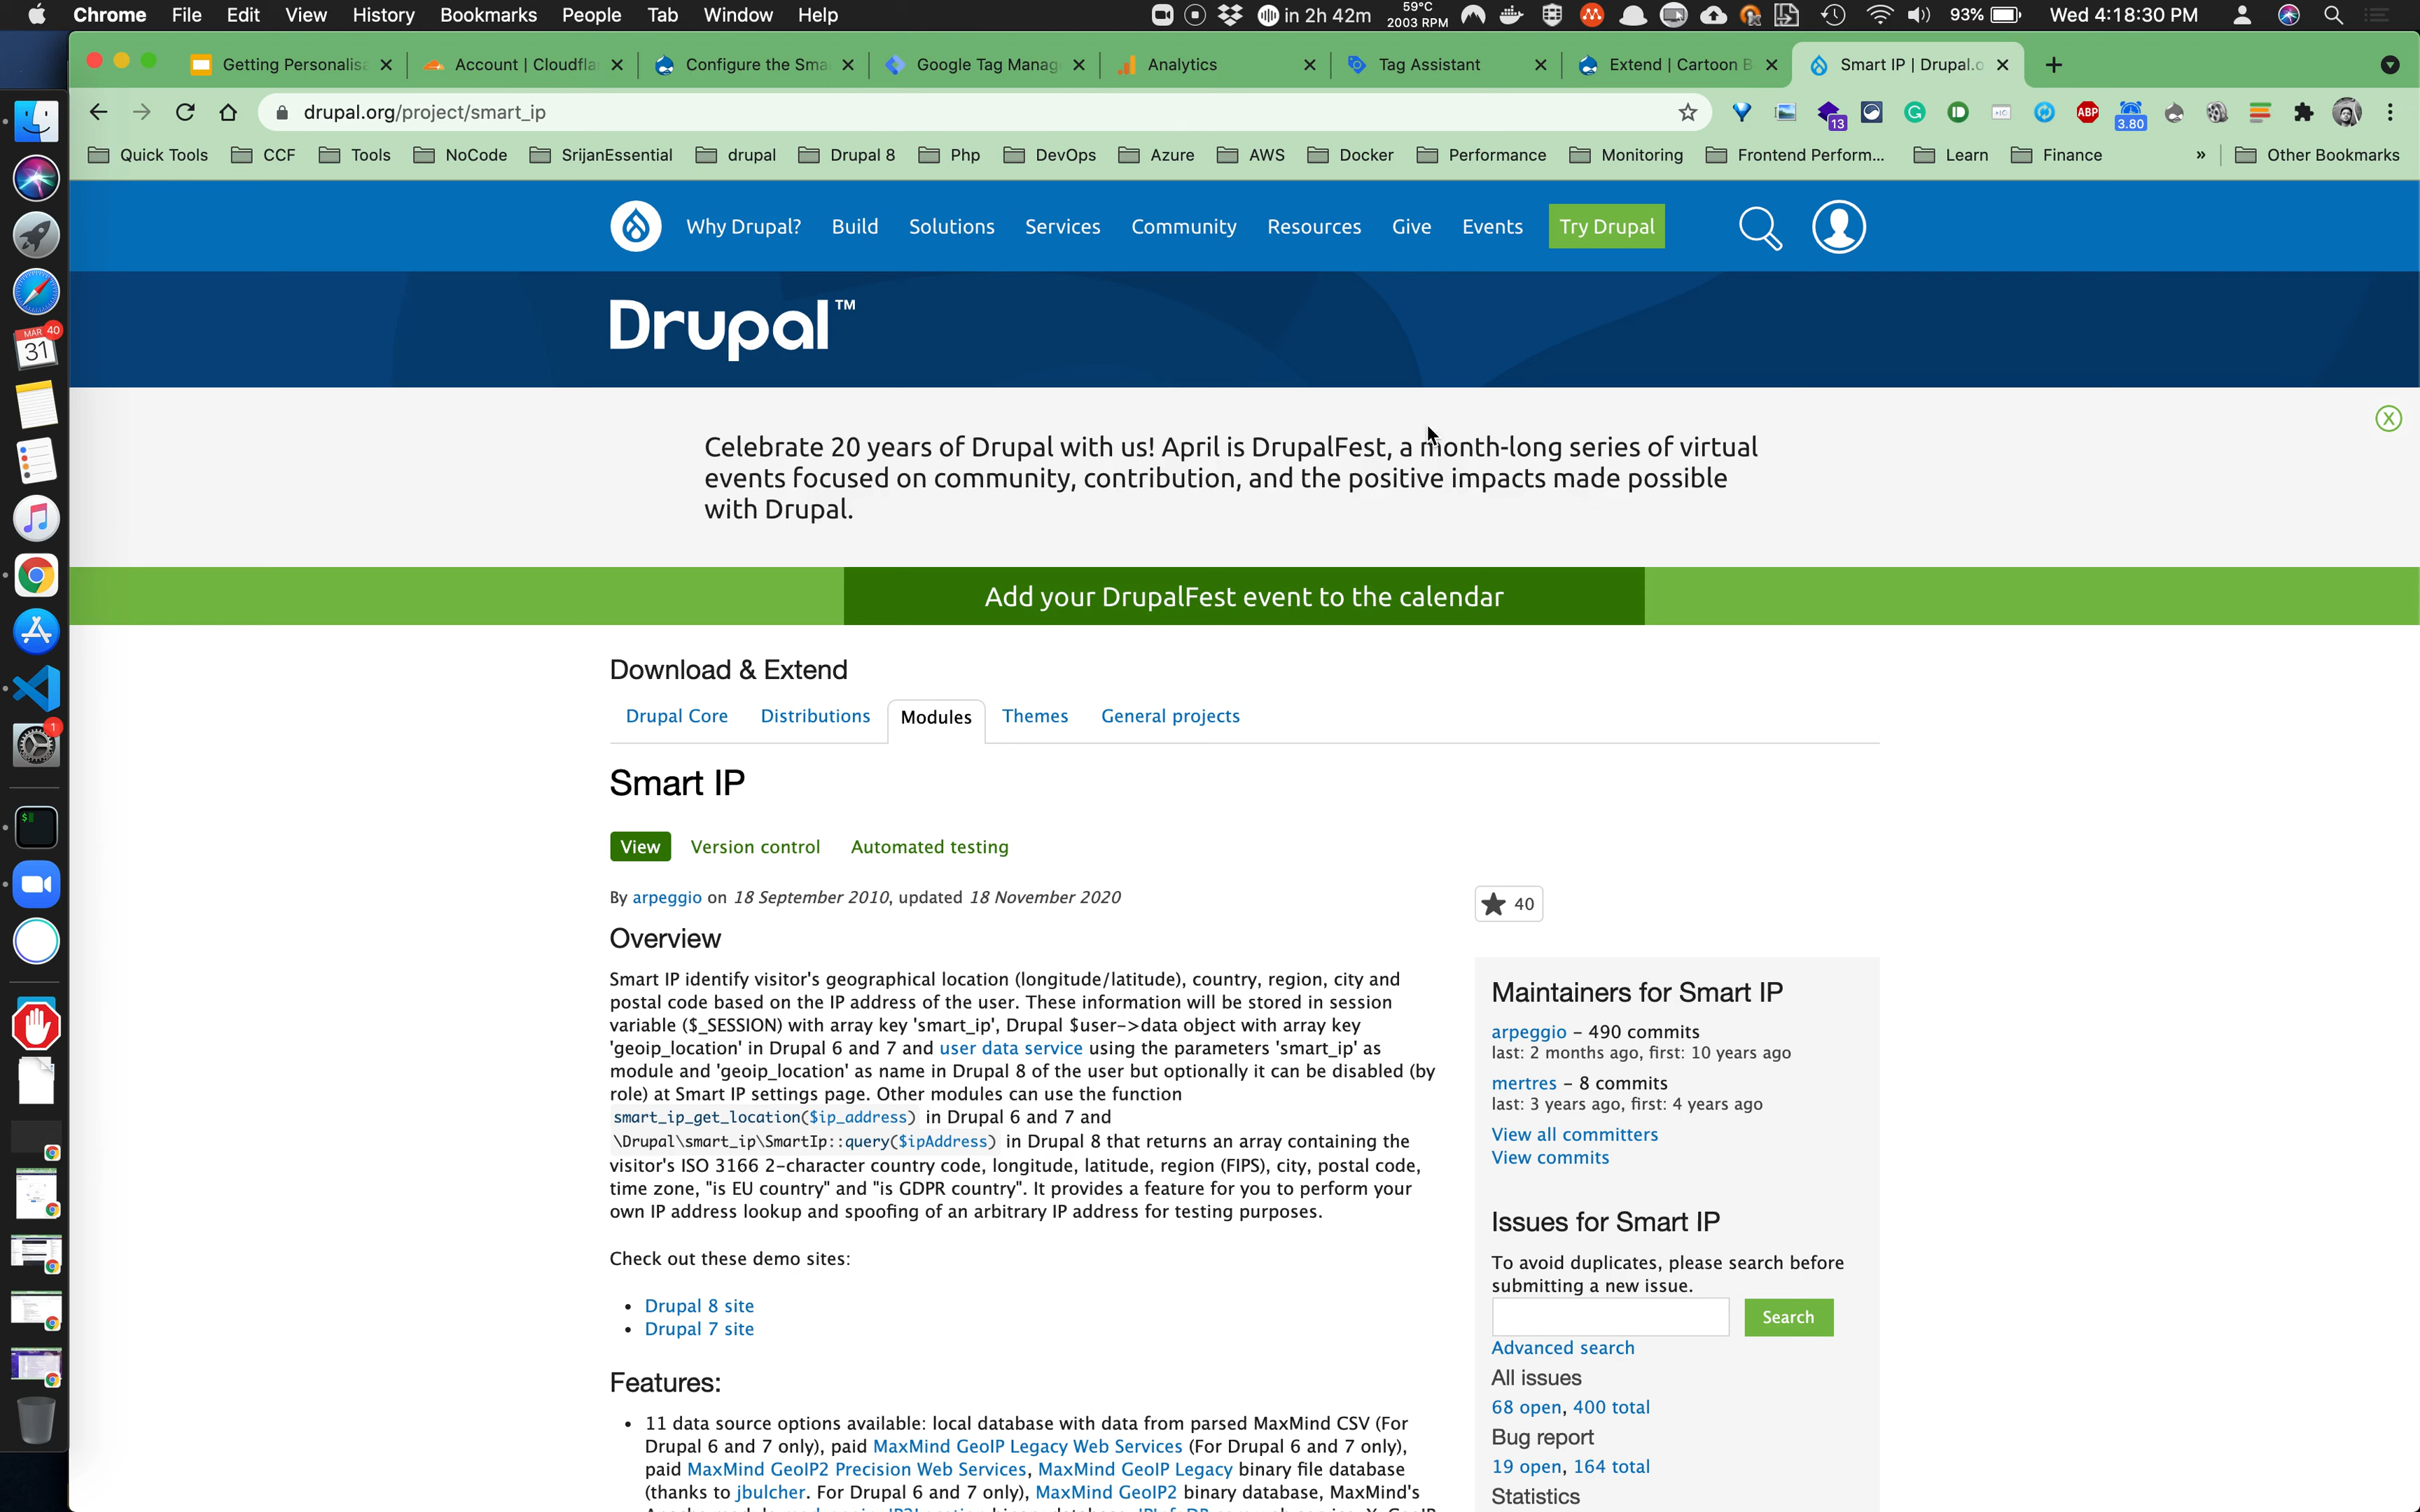 Chrome File Edit View History Bookmarks People Tab Window Help in 2h 42m 59°C 2003 RPM 93% Wed 4:18:30 PM
Getting Personalisa Account | Cloudfla Configure the Sma Google Tag Manag Analytics Tag Assistant Extend | Cartoon B Smart IP | Drupal.o
drupal.org/project/smart_ip 13 ABP 3.80
Quick Tools CCF Tools NoCode SrijanEssential drupal Drupal 8 Php DevOps Azure AWS Docker Performance Monitoring Frontend Perform... Learn Finance » Other Bookmarks
Why Drupal? Build Solutions Services Community Resources Give Events Try Drupal
Drupal™
MAR 40
31
Celebrate 20 years of Drupal with us! April is DrupalFest, a month-long series of virtual
events focused on community, contribution, and the positive impacts made possible
with Drupal.
Add your DrupalFest event to the calendar
Download & Extend
Drupal Core Distributions Modules Themes General projects
1
Smart IP
View Version control Automated testing
By arpeggio on 18 September 2010, updated 18 November 2020
Overview
Smart IP identify visitor's geographical location (longitude/latitude), country, region, city and
postal code based on the IP address of the user. These information will be stored in session
variable ($_SESSION) with array key 'smart_ip', Drupal $user->data object with array key
'geoip_location' in Drupal 6 and 7 and user data service using the parameters 'smart_ip' as
module and 'geoip_location' as name in Drupal 8 of the user but optionally it can be disabled (by
role) at Smart IP settings page. Other modules can use the function
smart_ip_get_location($ip_address) in Drupal 6 and 7 and
\Drupal\smart_ip\SmartIp::query($ipAddress) in Drupal 8 that returns an array containing the
visitor's ISO 3166 2-character country code, longitude, latitude, region (FIPS), city, postal code,
time zone, "is EU country" and "is GDPR country". It provides a feature for you to perform your
own IP address lookup and spoofing of an arbitrary IP address for testing purposes.
Check out these demo sites:
• Drupal 8 site
• Drupal 7 site
Features:
• 11 data source options available: local database with data from parsed MaxMind CSV (For
Drupal 6 and 7 only), paid MaxMind GeoIP Legacy Web Services (For Drupal 6 and 7 only),
paid MaxMind GeoIP2 Precision Web Services, MaxMind GeoIP Legacy binary file database
(thanks to jbulcher. For Drupal 6 and 7 only), MaxMind GeoIP2 binary database, MaxMind's
40
Maintainers for Smart IP
arpeggio – 490 commits
last: 2 months ago, first: 10 years ago
mertres – 8 commits
last: 3 years ago, first: 4 years ago
View all committers
View commits
Issues for Smart IP
To avoid duplicates, please search before
submitting a new issue.
Search
Advanced search
All issues
68 open, 400 total
Bug report
19 open, 164 total
Statistics